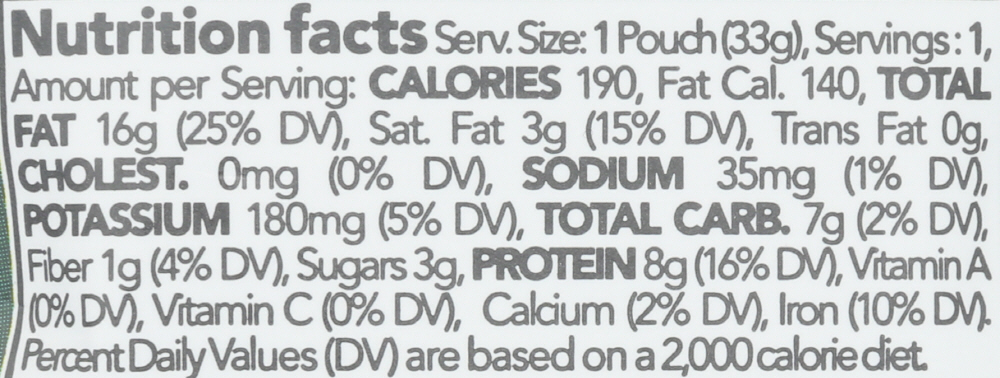 Nutrition facts Serv. Size: 1 Pouch (33g), Servings: 1,
Amount per Serving: CALORIES 190, Fat Cal. 140, TOTAL
FAT 16g (25% DV), Sat. Fat 3g (15% DV), Trans Fat 0g,
CHOLEST. 0mg (0% DV), SODIUM 35mg (1% DV),
POTASSIUM 180mg (5% DV), TOTAL CARB. 7g (2% DV),
Fiber 1g (4% DV), Sugars 3g, PROTEIN 8g (16% DV), Vitamin A
(0% DV), Vitamin C (0% DV), Calcium (2% DV), Iron (10% DV).
Percent Daily Values (DV) are based on a 2,000 calorie diet.